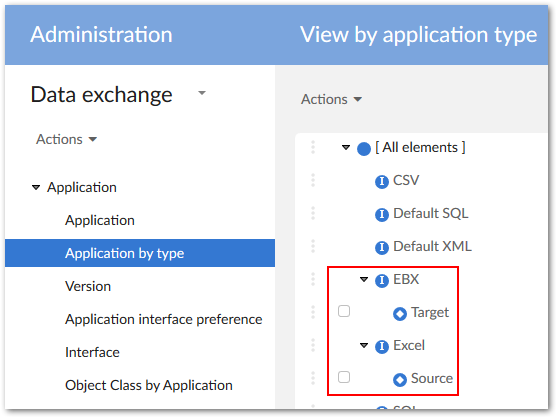 Administration
View by application type
Data exchange
Actions
Application
Application
Application by type
Version
Application interface preference
Interface
Object Class by Application
Actions
[ All elements ]
CSV
Default SQL
Default XML
EBX
Target
Excel
Source